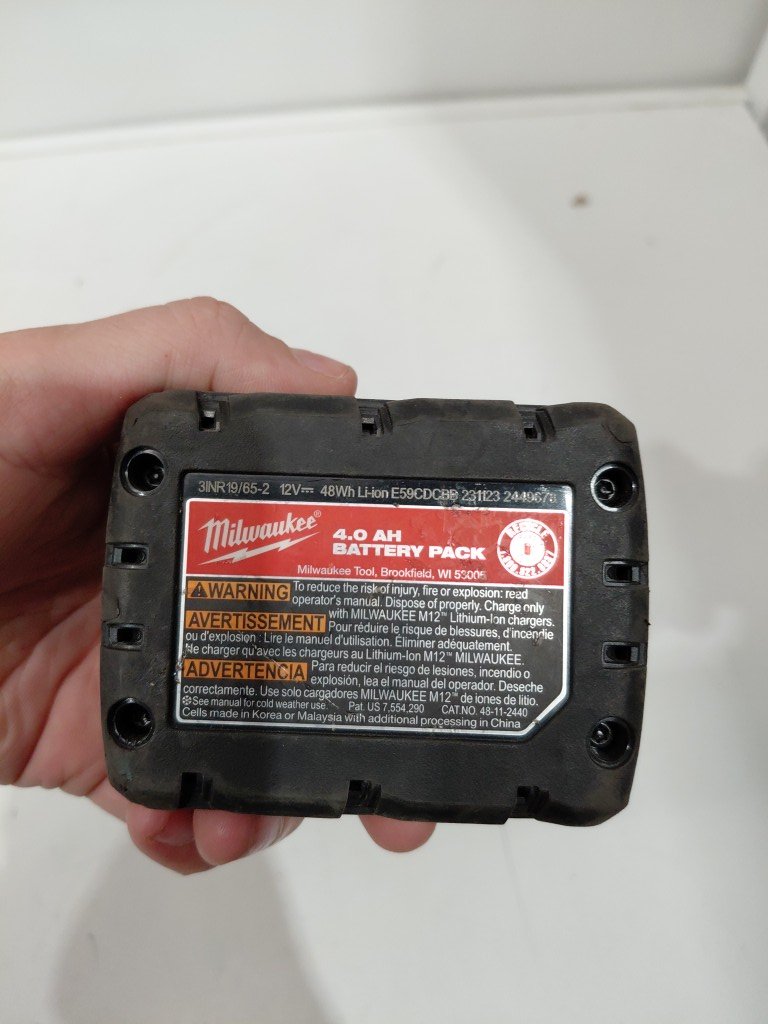 3INR19/65-2 12V⎓ 48Wh Li-ion 231123
Milwaukee®
4.0 AH
BATTERY PACK
RECYCLE
Milwaukee Tool, Brookfield, WI 53005
⚠WARNING To reduce the risk of injury, fire or explosion: reed
operator's manual. Dispose of properly. Charge only
with MILWAUKEE M12™ Lithium-Ion chargers.
AVERTISSEMENT Pour réduire le risque de blessures, d'incendie
ou d'explosion : Lire le manuel d'utilisation. Eliminer adéquatement.
Ne charger qu'avec les chargeurs au Lithium-Ion M12™ MILWAUKEE.
ADVERTENCIA Para reducir el riesgo de lesiones, incendio o
explosión, lea el manual del operador. Deseche
correctamente. Use solo cargadores MILWAUKEE M12™ de iones de litio.
❄See manual for cold weather use. Pat. US 7,554,290 CAT.NO. 48-11-2440
Cells made in Korea or Malaysia with additional processing in China